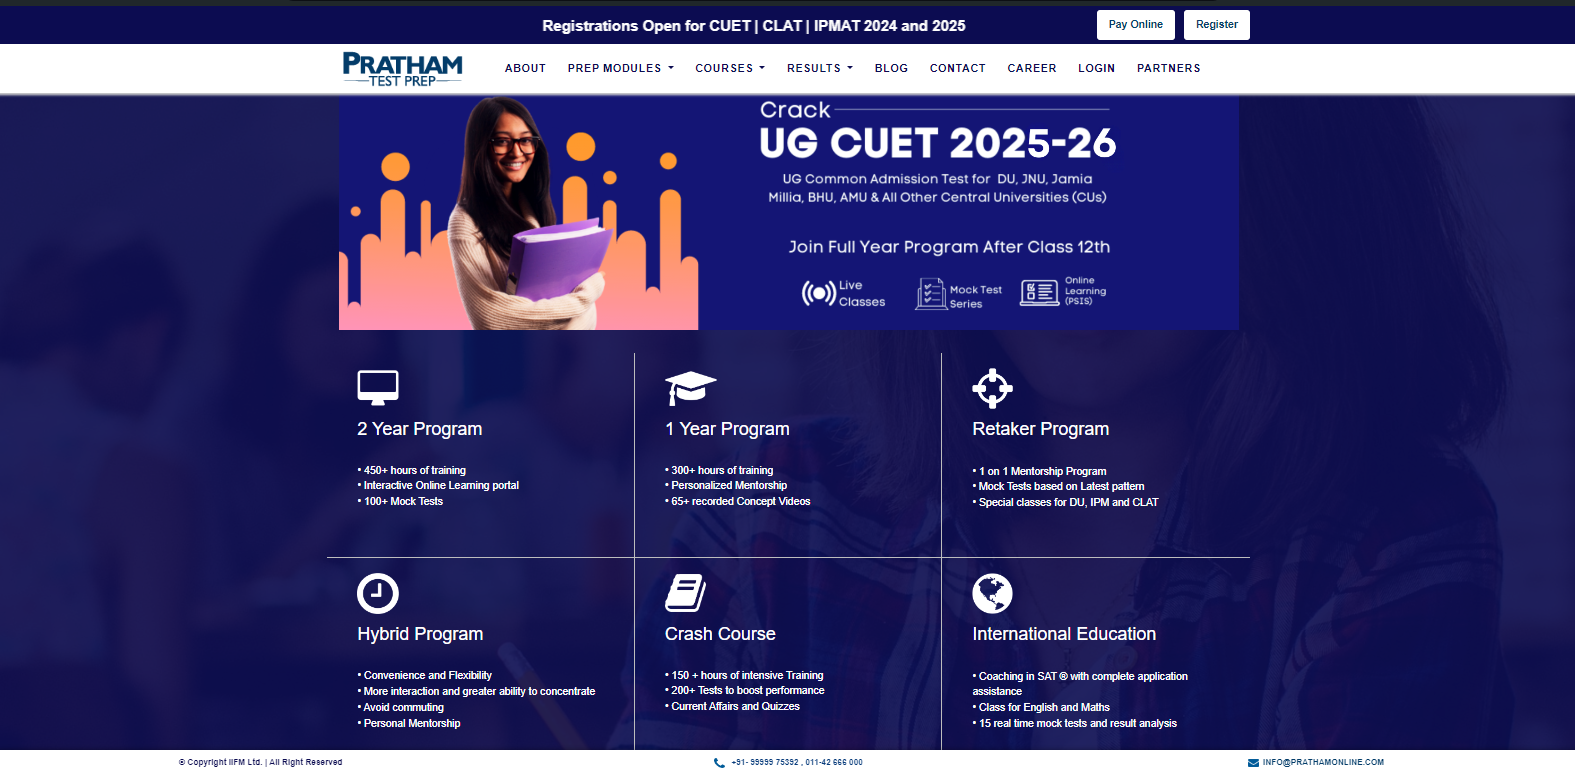 Registrations Open for CUET | CLAT | IPMAT 2024 and 2025
Pay Online
Register
PRATHAM
TEST PREP
ABOUT
PREP MODULES
COURSES
RESULTS
BLOG
CONTACT
CAREER
LOGIN
PARTNERS
Crack
UG CUET 2025-26
UG Common Admission Test for DU, JNU, Jamia
Millia, BHU, AMU & All Other Central Universities (CUs)
Join Full Year Program After Class 12th
Live
Classes
Mock Test
Series
Online
Learning
(PSIS)
2 Year Program
• 450+ hours of training
• Interactive Online Learning portal
• 100+ Mock Tests
1 Year Program
• 300+ hours of training
• Personalized Mentorship
• 65+ recorded Concept Videos
Retaker Program
• 1 on 1 Mentorship Program
• Mock Tests based on Latest pattern
• Special classes for DU, IPM and CLAT
Hybrid Program
• Convenience and Flexibility
• More interaction and greater ability to concentrate
• Avoid commuting
• Personal Mentorship
Crash Course
• 150 + hours of intensive Training
• 200+ Tests to boost performance
• Current Affairs and Quizzes
International Education
• Coaching in SAT ® with complete application
assistance
• Class for English and Maths
• 15 real time mock tests and result analysis
© Copyright IIFM Ltd. | All Right Reserved
+91- 99999 75392 , 011-42 666 000
INFO@PRATHAMONLINE.COM